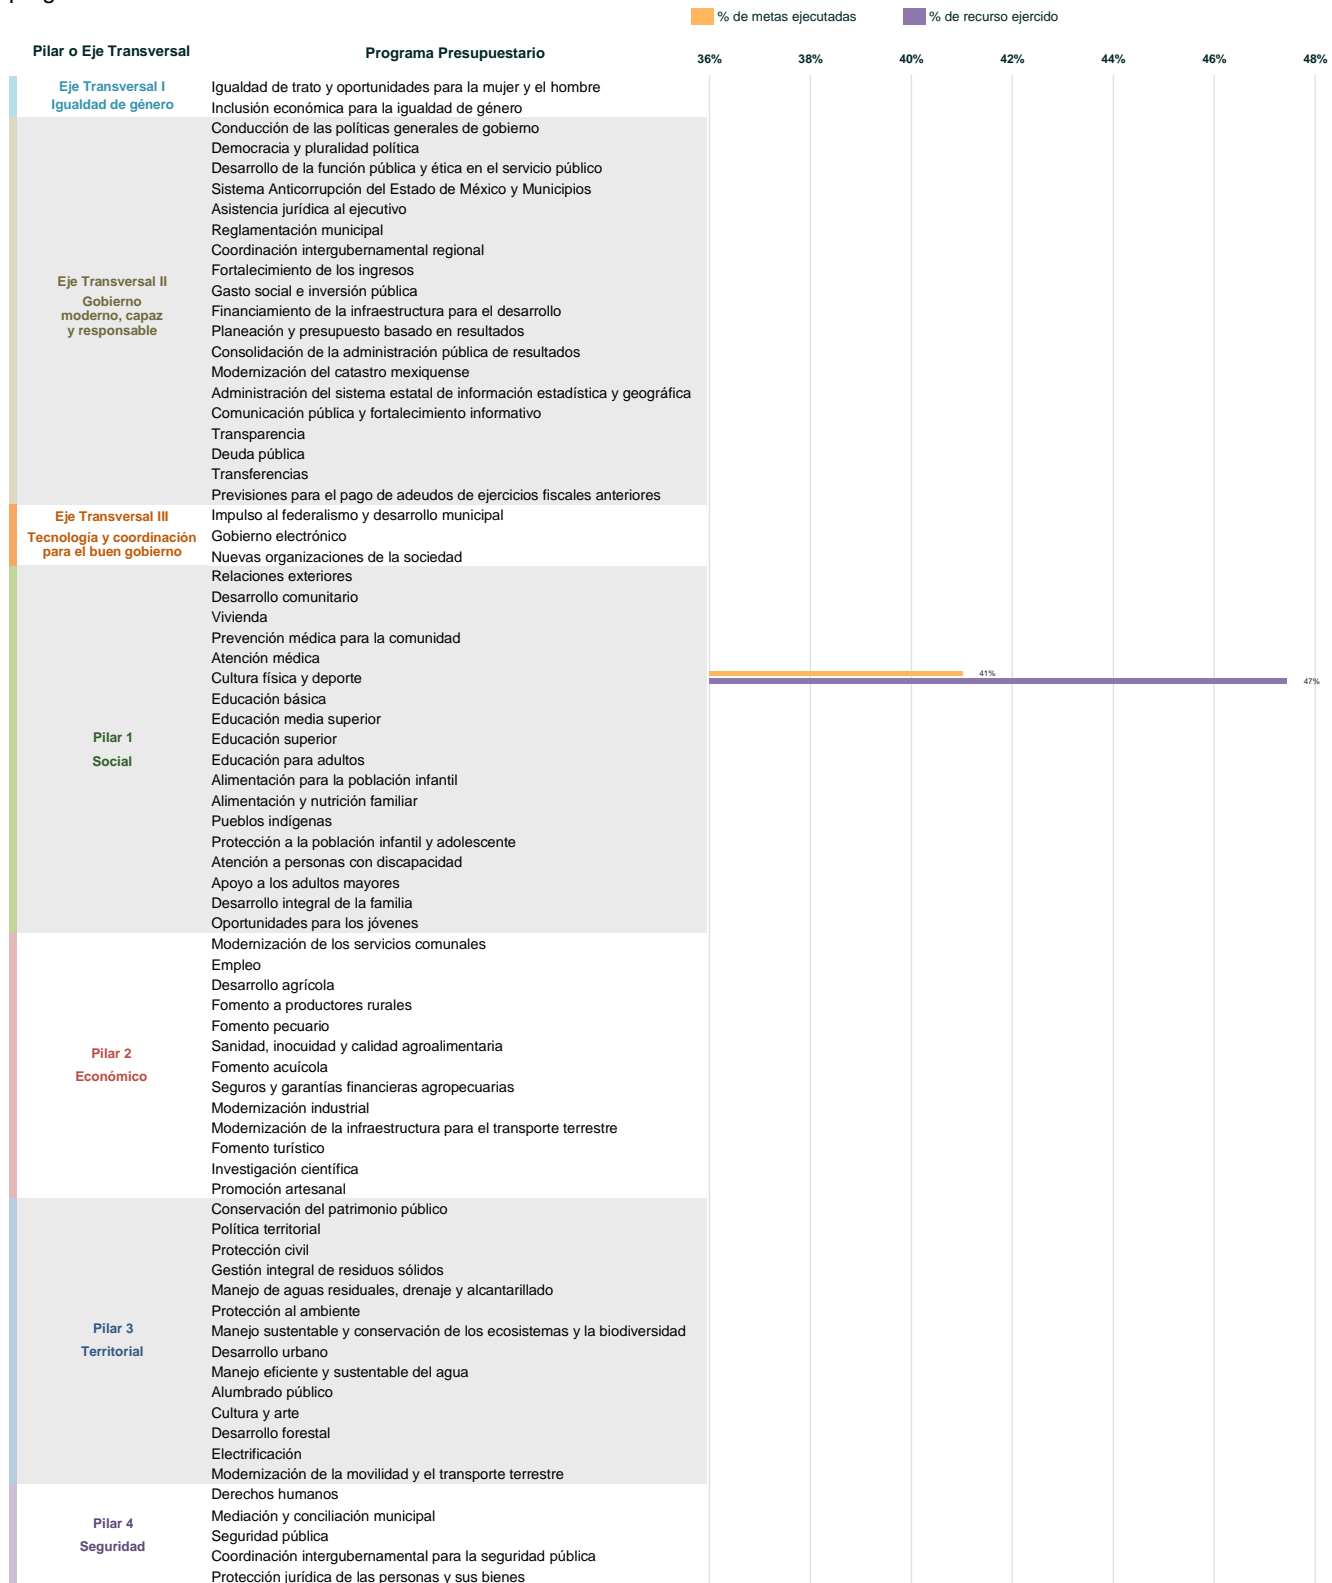 % de metas ejecutadas
% de recurso ejercido
Pilar o Eje Transversal
Programa Presupuestario
36%
38%
40%
42%
44%
46%
48%
Eje Transversal I
Igualdad de género
Igualdad de trato y oportunidades para la mujer y el hombre
Inclusión económica para la igualdad de género
Eje Transversal II
Gobierno
moderno, capaz
y responsable
Conducción de las políticas generales de gobierno
Democracia y pluralidad política
Desarrollo de la función pública y ética en el servicio público
Sistema Anticorrupción del Estado de México y Municipios
Asistencia jurídica al ejecutivo
Reglamentación municipal
Coordinación intergubernamental regional
Fortalecimiento de los ingresos
Gasto social e inversión pública
Financiamiento de la infraestructura para el desarrollo
Planeación y presupuesto basado en resultados
Consolidación de la administración pública de resultados
Modernización del catastro mexiquense
Administración del sistema estatal de información estadística y geográfica
Comunicación pública y fortalecimiento informativo
Transparencia
Deuda pública
Transferencias
Previsiones para el pago de adeudos de ejercicios fiscales anteriores
Eje Transversal III
Tecnología y coordinación
para el buen gobierno
Impulso al federalismo y desarrollo municipal
Gobierno electrónico
Nuevas organizaciones de la sociedad
Pilar 1
Social
Relaciones exteriores
Desarrollo comunitario
Vivienda
Prevención médica para la comunidad
Atención médica
Cultura física y deporte
41%
47%
Educación básica
Educación media superior
Educación superior
Educación para adultos
Alimentación para la población infantil
Alimentación y nutrición familiar
Pueblos indígenas
Protección a la población infantil y adolescente
Atención a personas con discapacidad
Apoyo a los adultos mayores
Desarrollo integral de la familia
Oportunidades para los jóvenes
Pilar 2
Económico
Modernización de los servicios comunales
Empleo
Desarrollo agrícola
Fomento a productores rurales
Fomento pecuario
Sanidad, inocuidad y calidad agroalimentaria
Fomento acuícola
Seguros y garantías financieras agropecuarias
Modernización industrial
Modernización de la infraestructura para el transporte terrestre
Fomento turístico
Investigación científica
Promoción artesanal
Pilar 3
Territorial
Conservación del patrimonio público
Política territorial
Protección civil
Gestión integral de residuos sólidos
Manejo de aguas residuales, drenaje y alcantarillado
Protección al ambiente
Manejo sustentable y conservación de los ecosistemas y la biodiversidad
Desarrollo urbano
Manejo eficiente y sustentable del agua
Alumbrado público
Cultura y arte
Desarrollo forestal
Electrificación
Modernización de la movilidad y el transporte terrestre
Pilar 4
Seguridad
Derechos humanos
Mediación y conciliación municipal
Seguridad pública
Coordinación intergubernamental para la seguridad pública
Protección jurídica de las personas y sus bienes